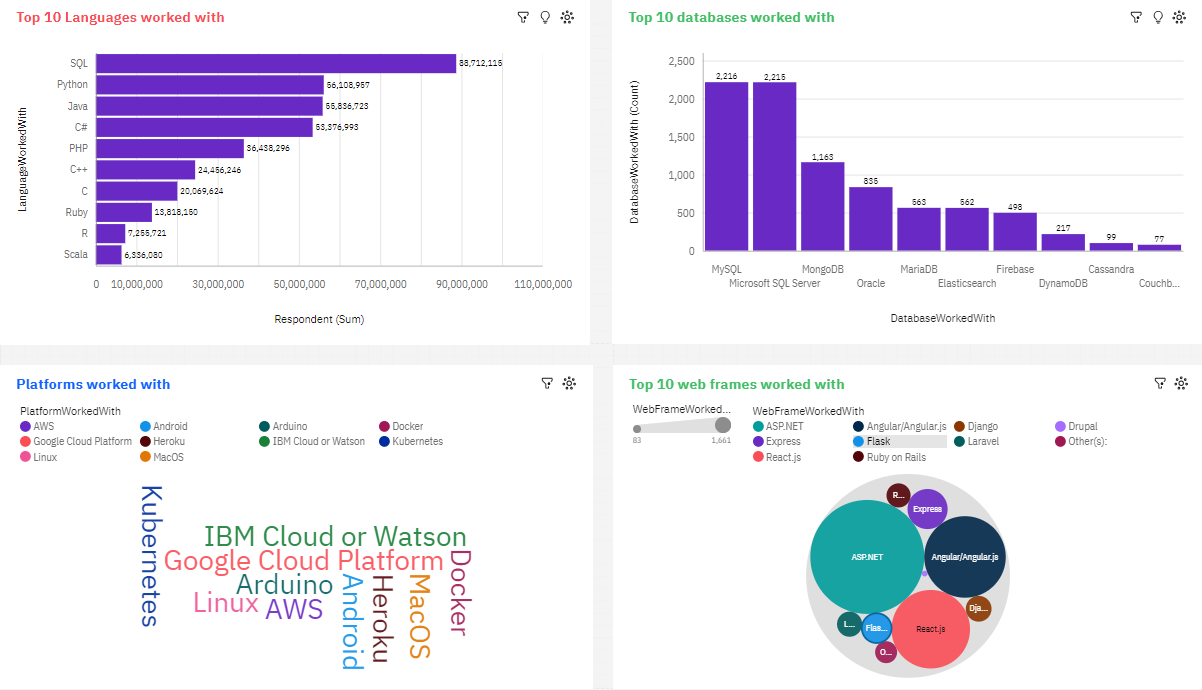 Top 10 Languages worked with
LanguageWorkedWith
SQL 88,712,115
Python 56,108,957
Java 55,836,723
C# 53,376,993
PHP 36,438,296
C++ 24,456,246
C 20,069,624
Ruby 13,818,150
R 7,255,721
Scala 6,336,080
0 10,000,000 30,000,000 50,000,000 70,000,000 90,000,000 110,000,000
Respondent (Sum)
Top 10 databases worked with
DatabaseWorkedWith (Count)
2,500
2,000
1,500
1,000
500
0
2,216 2,215 1,163 835 563 562 498 217 99 77
MySQL MongoDB MariaDB Firebase Cassandra
Microsoft SQL Server Oracle Elasticsearch DynamoDB Couchb...
DatabaseWorkedWith
Platforms worked with
PlatformWorkedWith
AWS Android Arduino Docker
Google Cloud Platform Heroku IBM Cloud or Watson Kubernetes
Linux MacOS
Kubernetes
IBM Cloud or Watson
Google Cloud Platform
Arduino
Linux AWS
Android
Heroku
MacOS
Docker
Top 10 web frames worked with
WebFrameWorked...
83 1,661
WebFrameWorkedWith
ASP.NET Angular/Angular.js Django Drupal
Express Flask Laravel Other(s):
React.js Ruby on Rails
R...
Express
ASP.NET
Angular/Angular.js
Dja...
L...
Flas...
React.js
O...